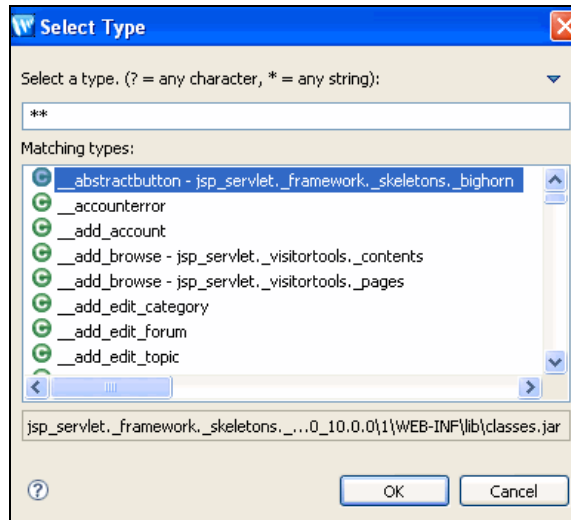 Select Type
Select a type. (? = any character, * = any string):
**
Matching types:
__abstractbutton - jsp_servlet._framework._skeletons._bighorn
__accounterror
__add_account
__add_browse - jsp_servlet._visitortools._contents
__add_browse - jsp_servlet._visitortools._pages
__add_edit_category
__add_edit_forum
__add_edit_topic
jsp_servlet._framework._skeletons._...0_10.0.0\1\WEB-INF\lib\classes.jar
OK Cancel